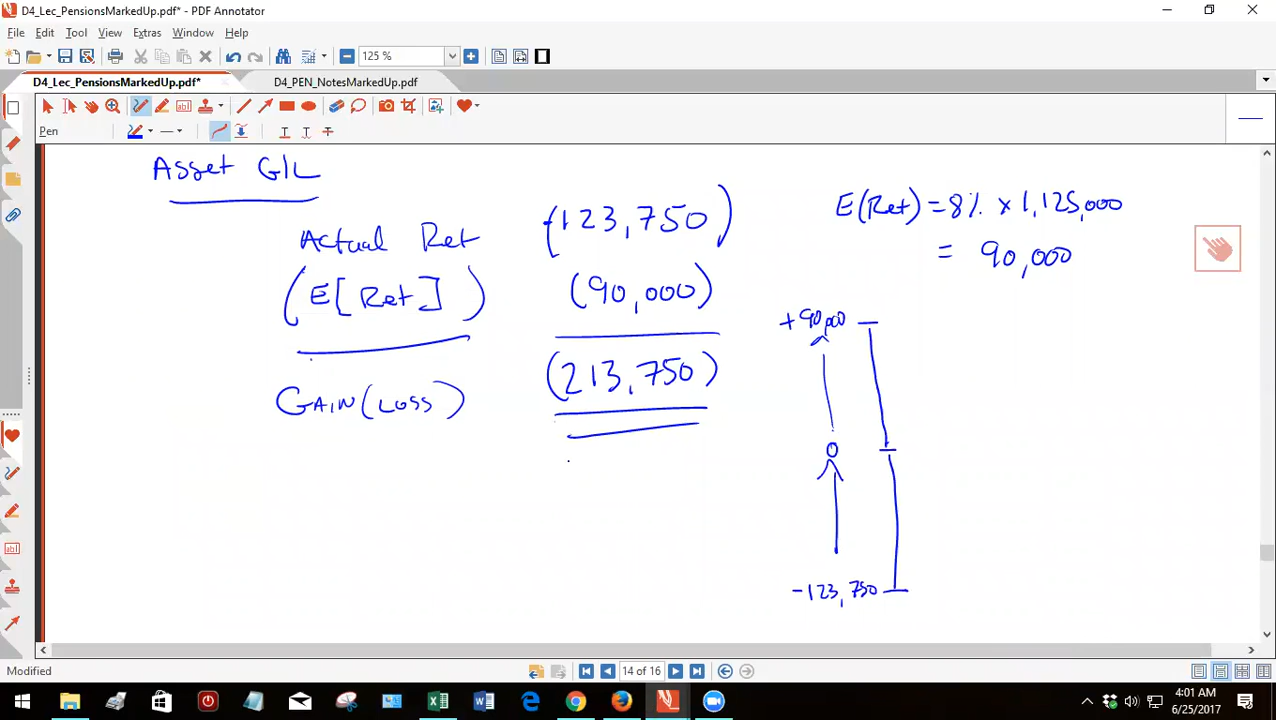 D4_Lec_PensionsMarkedUp.pdf* - PDF Annotator
File Edit Tool View Extras Window Help
125 %
D4_Lec_PensionsMarkedUp.pdf* D4_PEN_NotesMarkedUp.pdf
Pen
Asset G/L
Actual Ret (123,750)
(E[Ret]) (90,000)
GAIN(LOSS) (213,750)
E(Ret) = 8% × 1,125,000
= 90,000
+90,000
0
-123,750
Modified
14 of 16
4:01 AM
6/25/2017